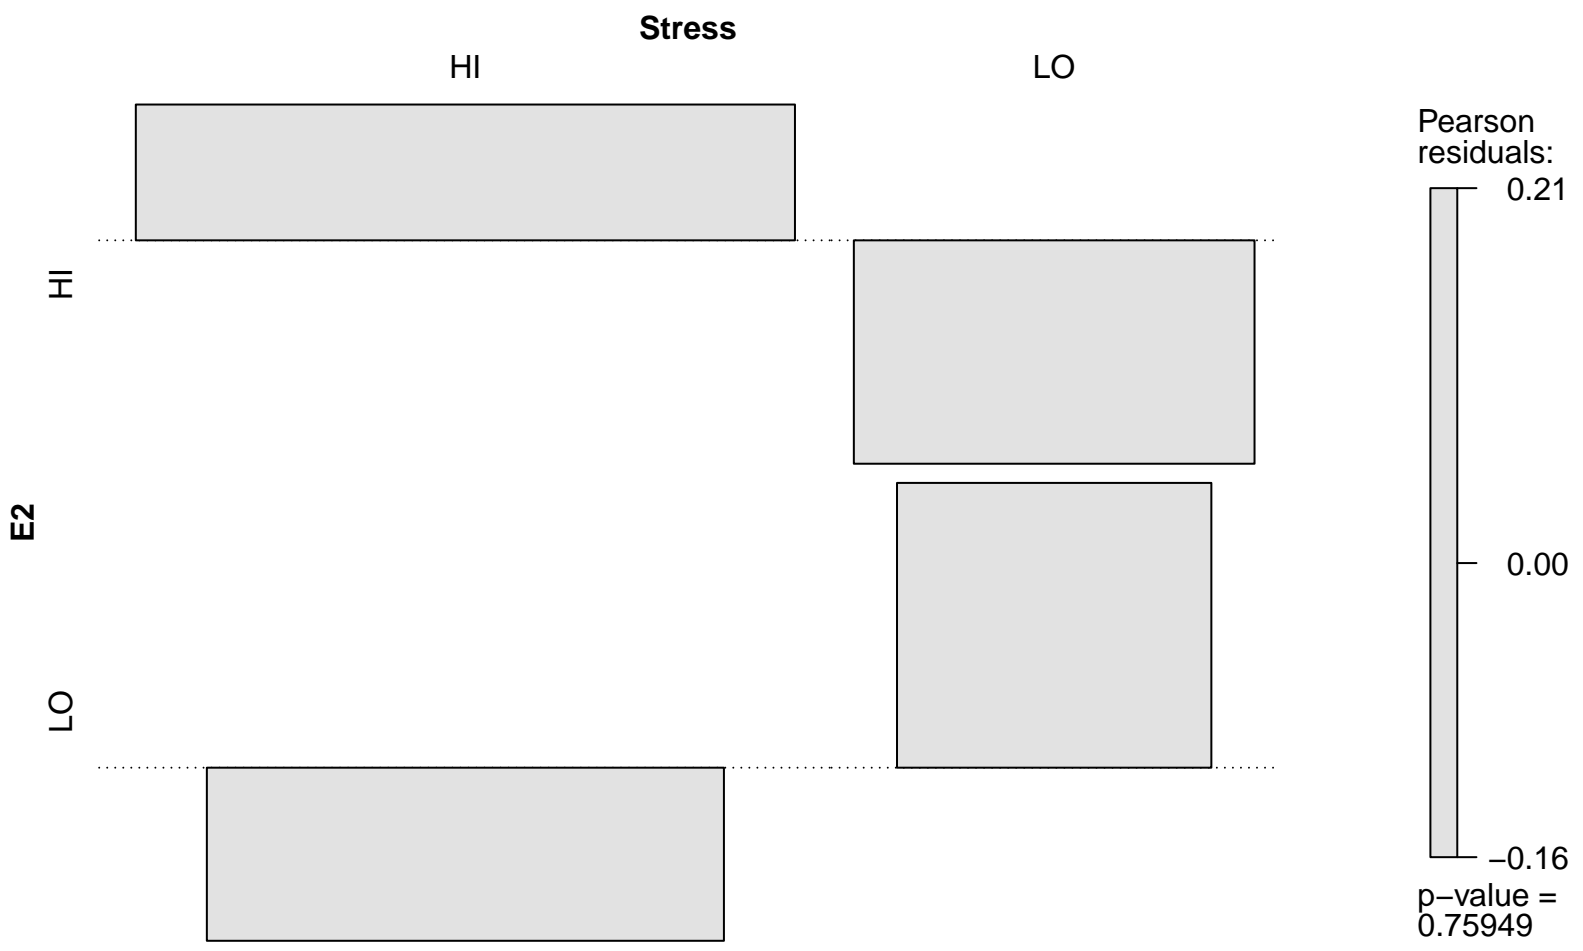 Stress
HI LO
Pearson
residuals:
0.21
HI
E2
0.00
LO
−0.16
p−value =
0.75949